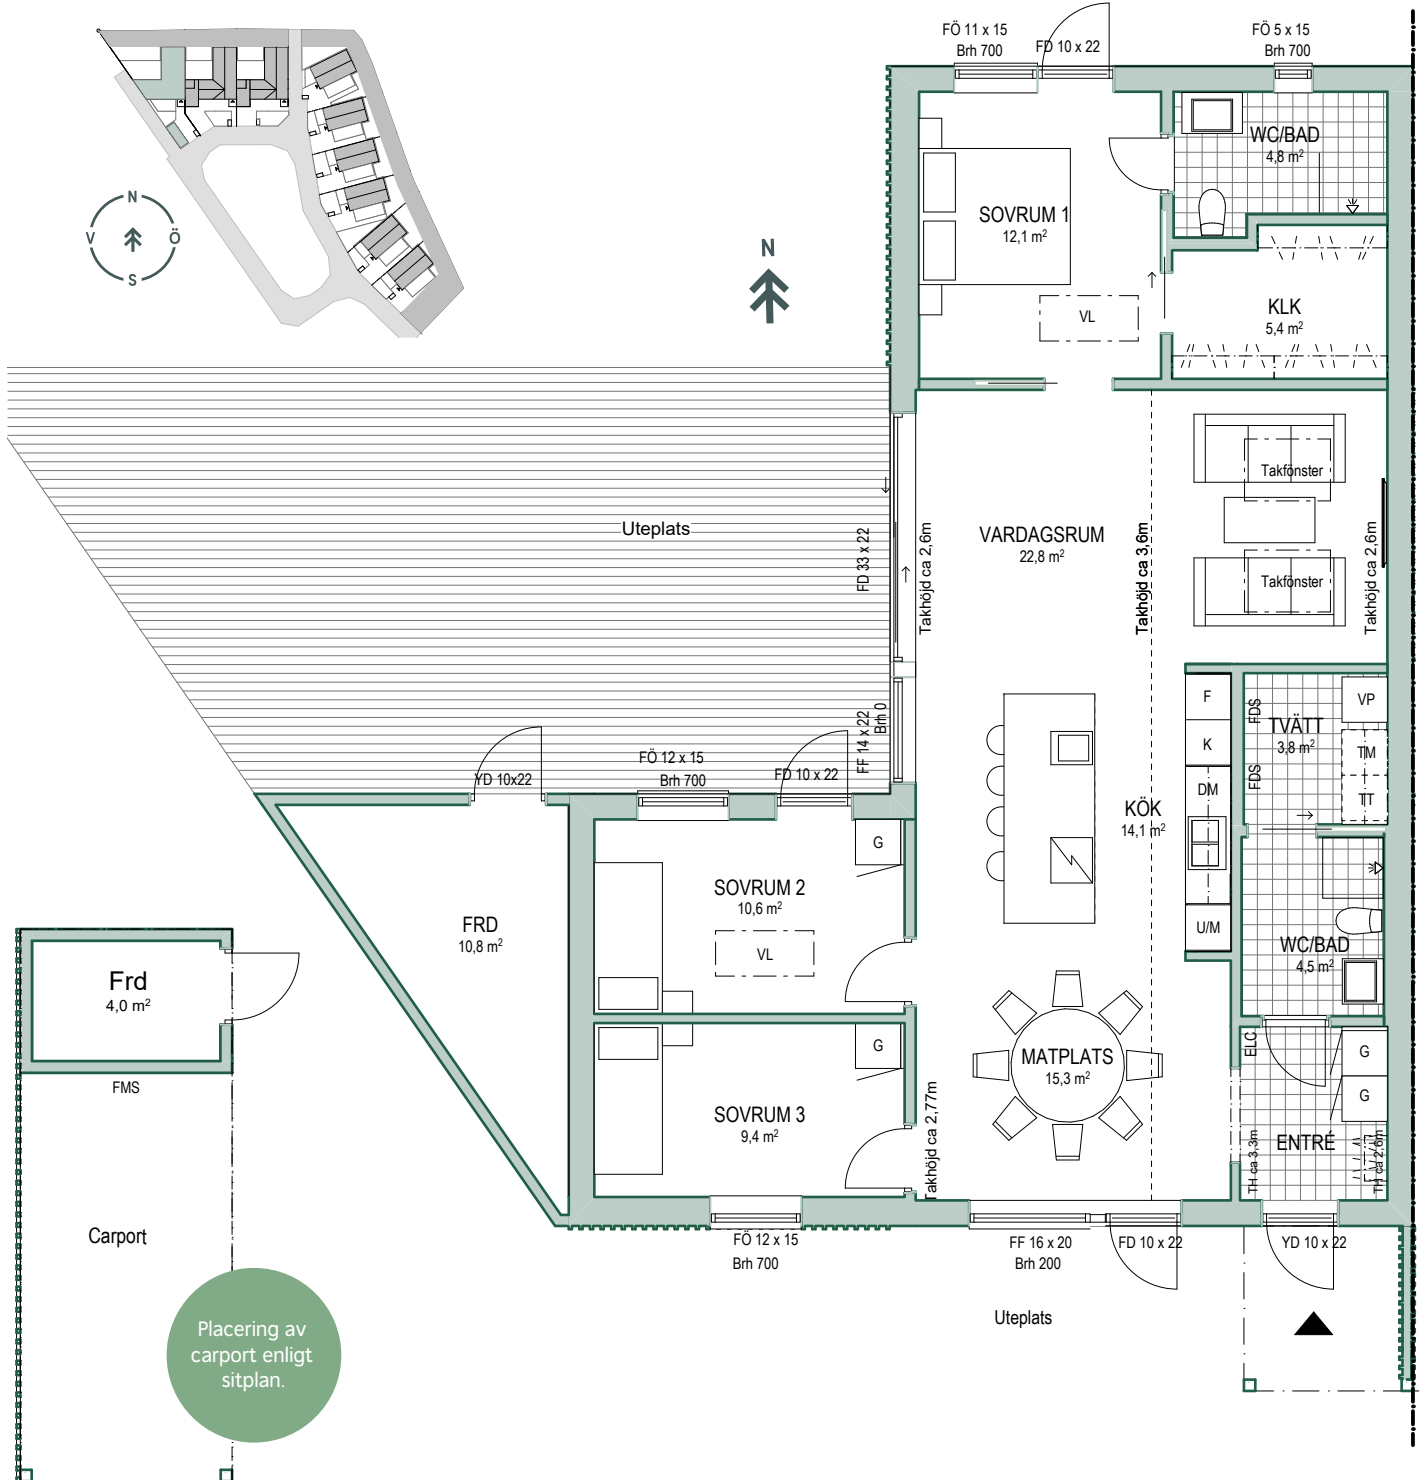 FÖ 11 x 15
Brh 700
FD 10 x 22
FÖ 5 x 15
Brh 700
N
V
Ö
S
N
WC/BAD
4,8 m²
SOVRUM 1
12,1 m²
VL
KLK
5,4 m²
Uteplats
FD 33 x 22
Takhöjd ca 2,6m
VARDAGSRUM
22,8 m²
Takhöjd ca 3,6m
Takfönster
Takfönster
Takhöjd ca 2,6m
FF 14 x 22
Brh 0
FÖ 12 x 15
Brh 700
YD 10x22
FD 10 x 22
F
K
DM
U/M
FDS
FDS
TVÄTT
3,8 m²
VP
TM
TT
KÖK
14,1 m²
G
SOVRUM 2
10,6 m²
VL
FRD
10,8 m²
WC/BAD
4,5 m²
Frd
4,0 m²
FMS
G
SOVRUM 3
9,4 m²
MATPLATS
15,3 m²
Takhöjd ca 2,77m
ELC
G
G
ENTRÉ
TH ca 3,3m
TH ca 2,6m
Carport
FÖ 12 x 15
Brh 700
FF 16 x 20
Brh 200
FD 10 x 22
YD 10 x 22
Uteplats
Placering av
carport enligt
sitplan.